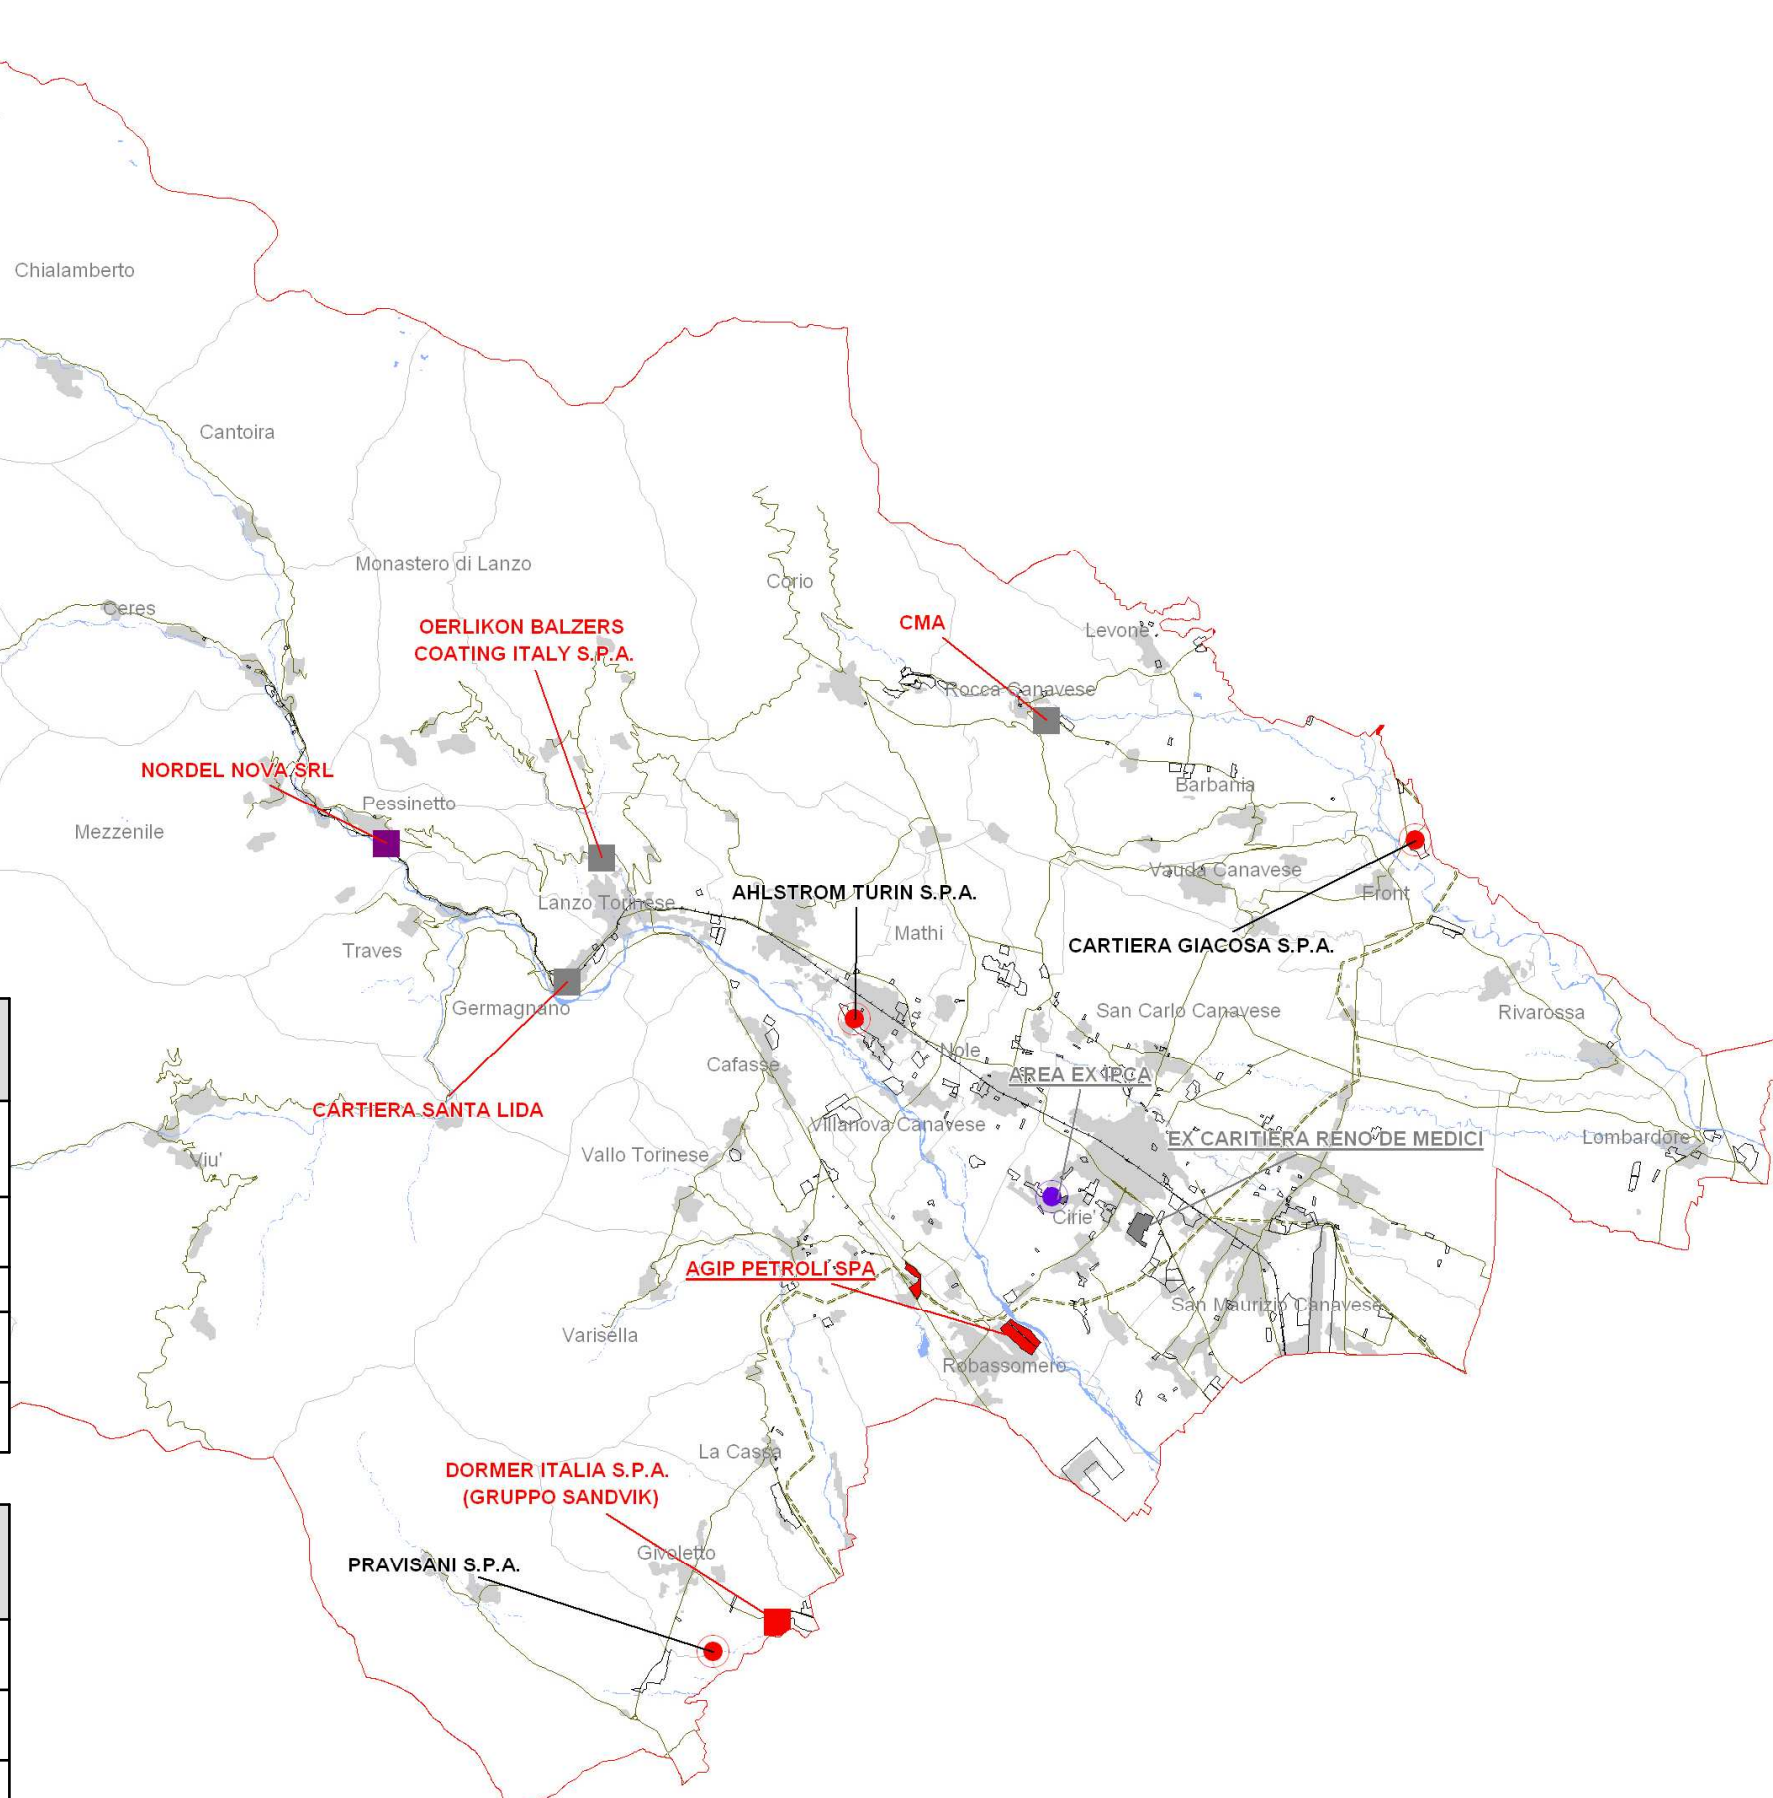 Chialamberto
Cantoira
Monastero di Lanzo
Corio
Ceres
OERLIKON BALZERS
COATING ITALY S.P.A.
CMA
Levone
Rocca Canavese
NORDEL NOVA SRL
Pessinetto
Barbania
Mezzenile
Vauda Canavese
Front
AHLSTROM TURIN S.P.A.
Lanzo Torinese
Mathi
CARTIERA GIACOSA S.P.A.
Traves
Germagnano
San Carlo Canavese
Rivarossa
Nole
Cafasse
AREA EX IPCA
CARTIERA SANTA LIDA
Villanova Canavese
EX CARITIERA RENO DE MEDICI
Lombardore
Vallo Torinese
Viu'
Cirie'
AGIP PETROLI SPA
San Maurizio Canavese
Varisella
Robassomero
La Cassa
DORMER ITALIA S.P.A.
(GRUPPO SANDVIK)
Givoletto
PRAVISANI S.P.A.